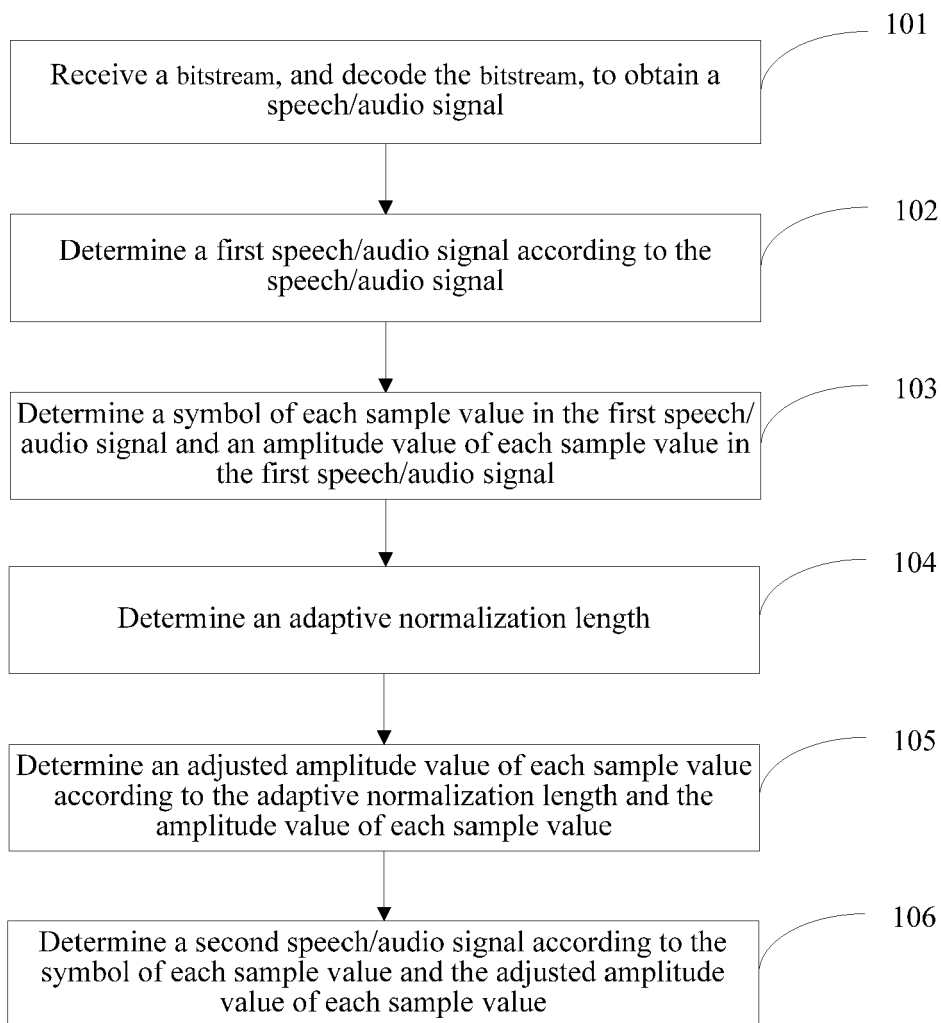 101
Receive a bitstream, and decode the bitstream, to obtain a
speech/audio signal
102
Determine a first speech/audio signal according to the
speech/audio signal
103
Determine a symbol of each sample value in the first speech/
audio signal and an amplitude value of each sample value in
the first speech/audio signal
104
Determine an adaptive normalization length
105
Determine an adjusted amplitude value of each sample value
according to the adaptive normalization length and the
amplitude value of each sample value
106
Determine a second speech/audio signal according to the
symbol of each sample value and the adjusted amplitude
value of each sample value